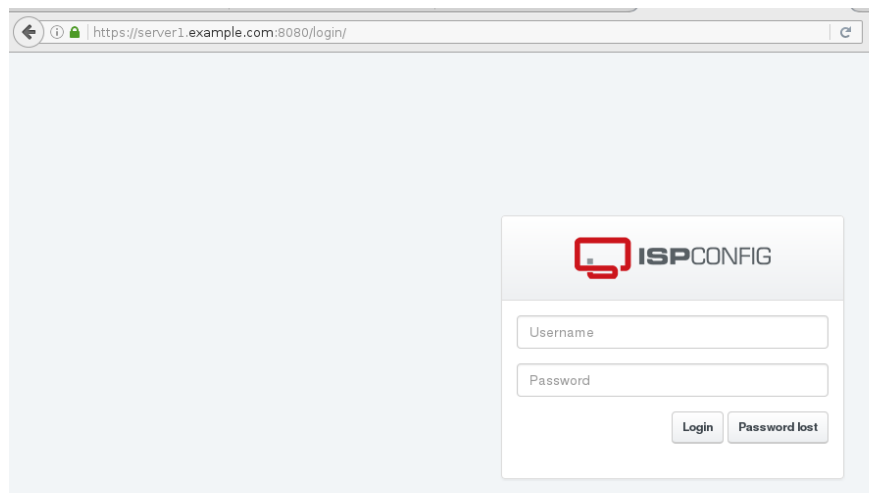 https://server1.example.com:8080/login/
ISPCONFIG
Username
Password
Login Password lost